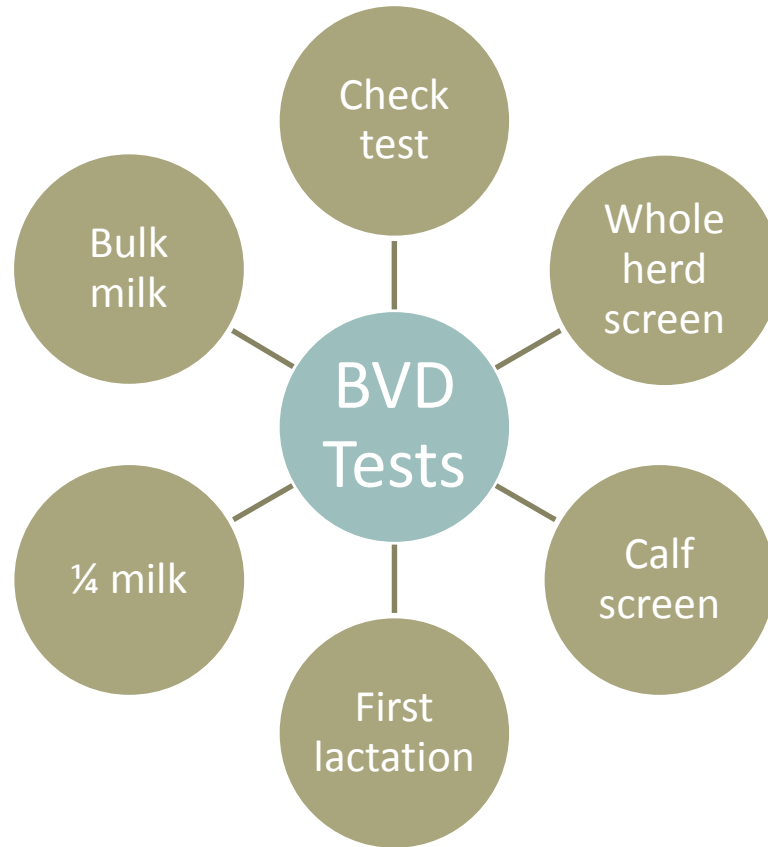 Check
test
Whole
herd
screen
Calf
screen
First
lactation
¼ milk
Bulk
milk
BVD
Tests